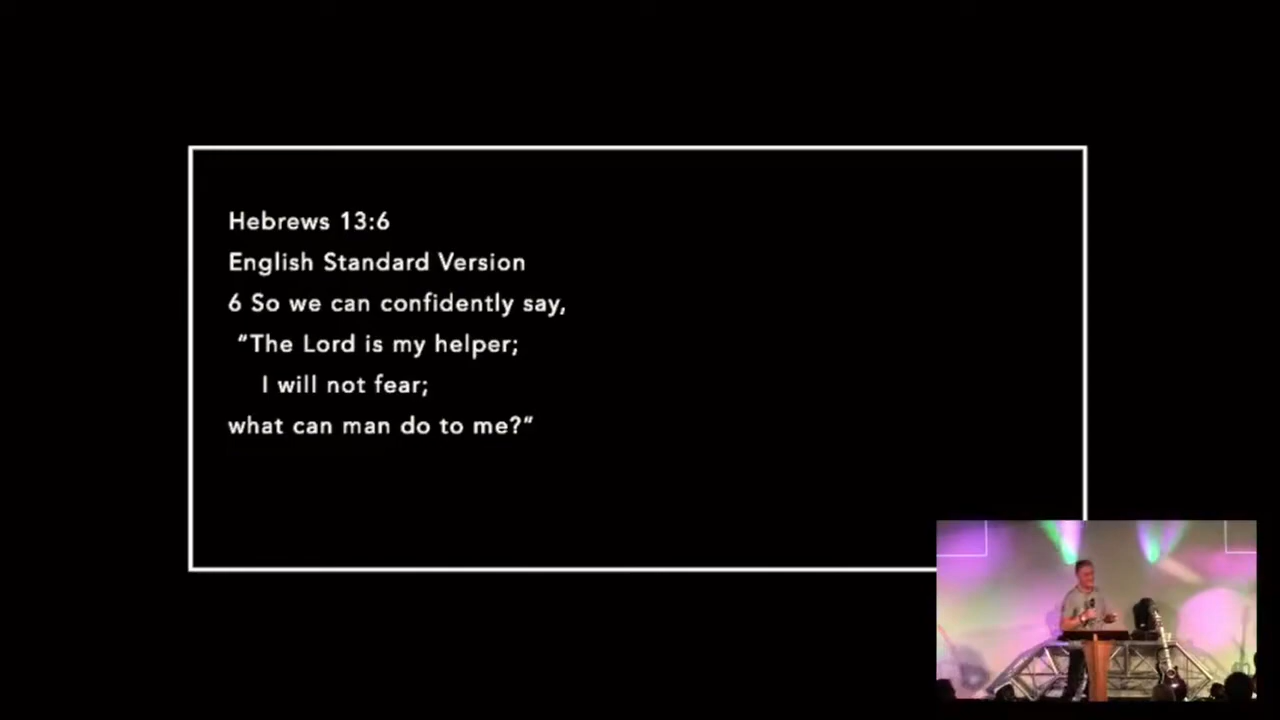 Hebrews 13:6
English Standard Version
6 So we can confidently say,
“The Lord is my helper;
I will not fear;
what can man do to me?”